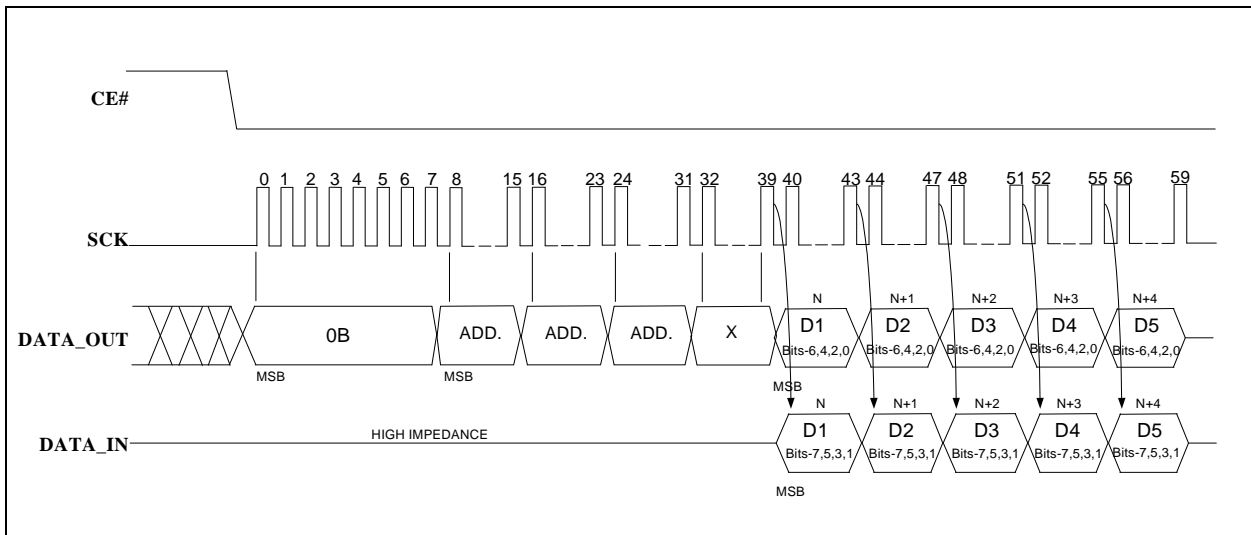 CE#
0 1 2 3 4 5 6 7 8 15 16 23 24 31 32 39 40 43 44 47 48 51 52 55 56 59
SCK
N N+1 N+2 N+3 N+4
DATA_OUT 0B ADD. ADD. ADD. X D1 D2 D3 D4 D5
Bits-6,4,2,0 Bits-6,4,2,0 Bits-6,4,2,0 Bits-6,4,2,0 Bits-6,4,2,0
MSB MSB MSB
N N+1 N+2 N+3 N+4
DATA_IN HIGH IMPEDANCE D1 D2 D3 D4 D5
Bits-7,5,3,1 Bits-7,5,3,1 Bits-7,5,3,1 Bits-7,5,3,1 Bits-7,5,3,1
MSB